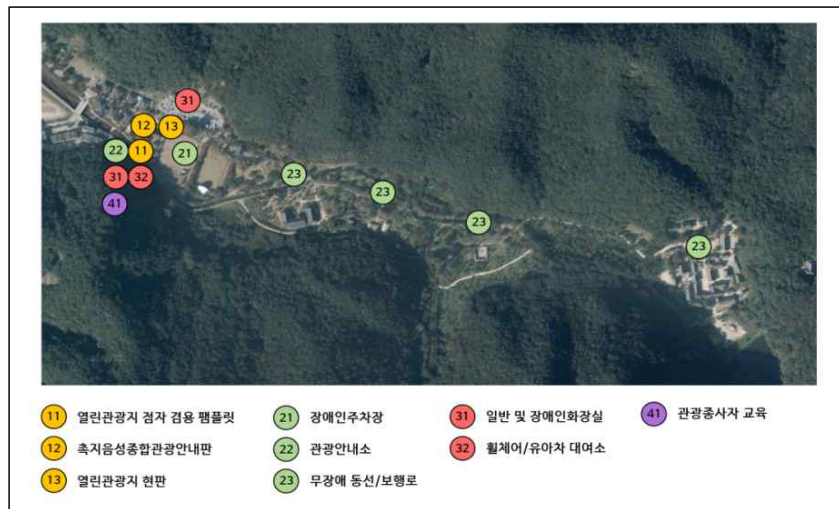 31
12
13
22
11
21
31
32
41
23
23
23
23
11 열린관광지 점자 겸용 팸플릿
21 장애인주차장
31 일반 및 장애인화장실
41 관광종사자 교육
12 촉지음성종합관광안내판
22 관광안내소
32 휠체어/유아차 대여소
13 열린관광지 현판
23 무장애 동선/보행로